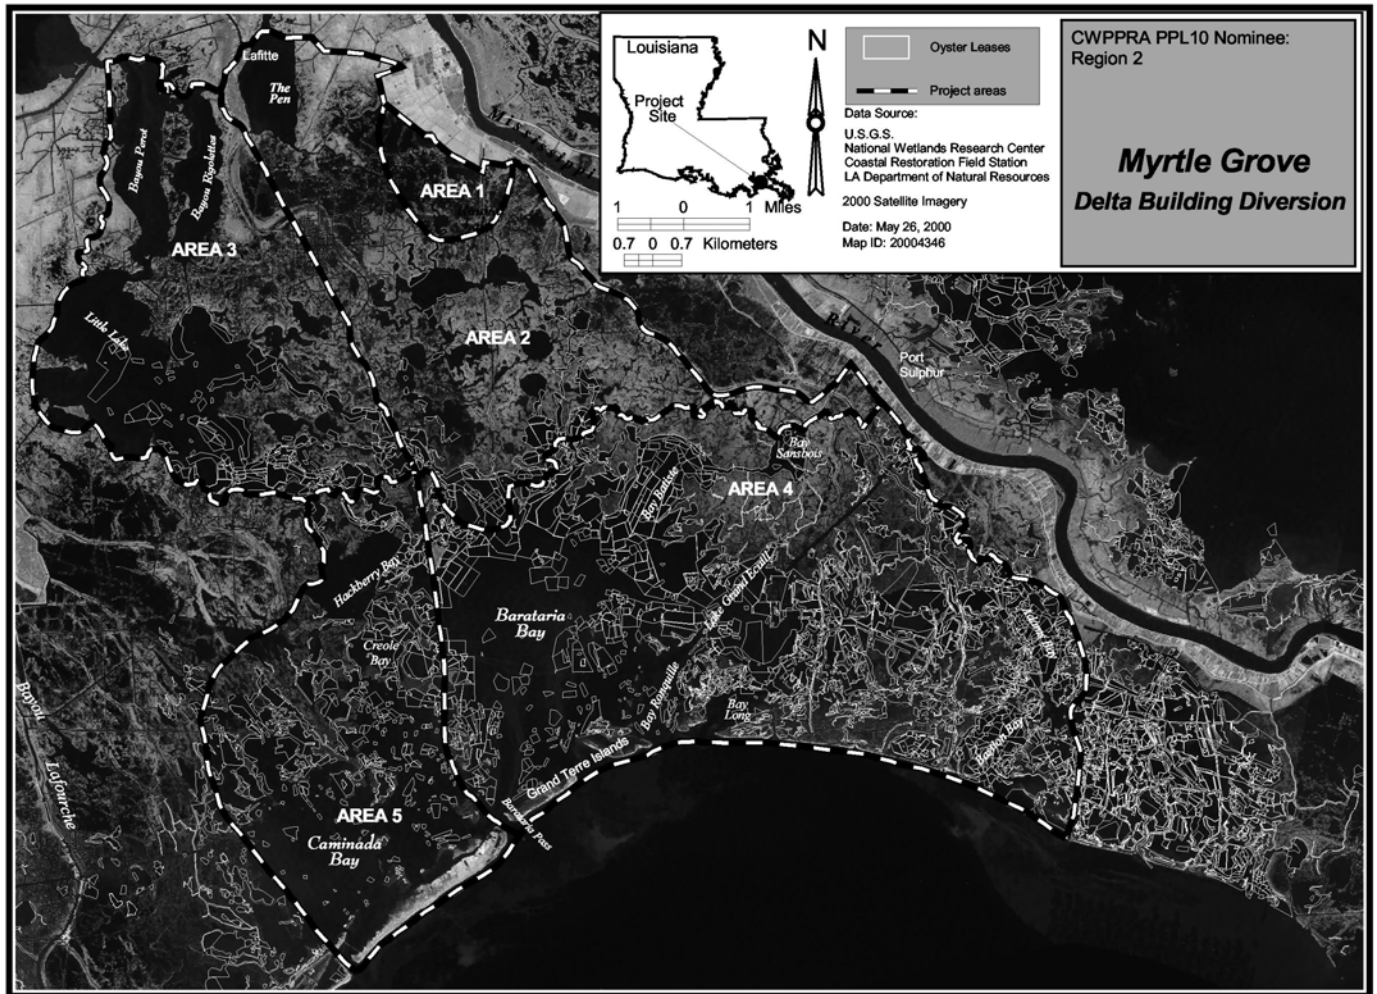 Louisiana
Project
Site
N
1 0 1 Miles
0.7 0 0.7 Kilometers
Oyster Leases
Project areas
Data Source:
U.S.G.S.
National Wetlands Research Center
Coastal Restoration Field Station
LA Department of Natural Resources
2000 Satellite Imagery
Date: May 26, 2000
Map ID: 20004346
CWPPRA PPL10 Nominee:
Region 2
Myrtle Grove
Delta Building Diversion
Lafitte
The
Pen
Bayou Perot
Bayou Rigolettes
AREA 1
AREA 3
Little Lake
AREA 2
River
Port
Sulphur
Bay
Sansbois
Bay Batiste
AREA 4
Hackberry Bay
Lake Grand Ecaill
Barataria
Bay
Creole
Bay
Adams Bay
Bay Ronquille
Bay
Long
Bastion Bay
Bayou
Lafourche
Grand Terre Islands
Barataria Pass
AREA 5
Caminada
Bay